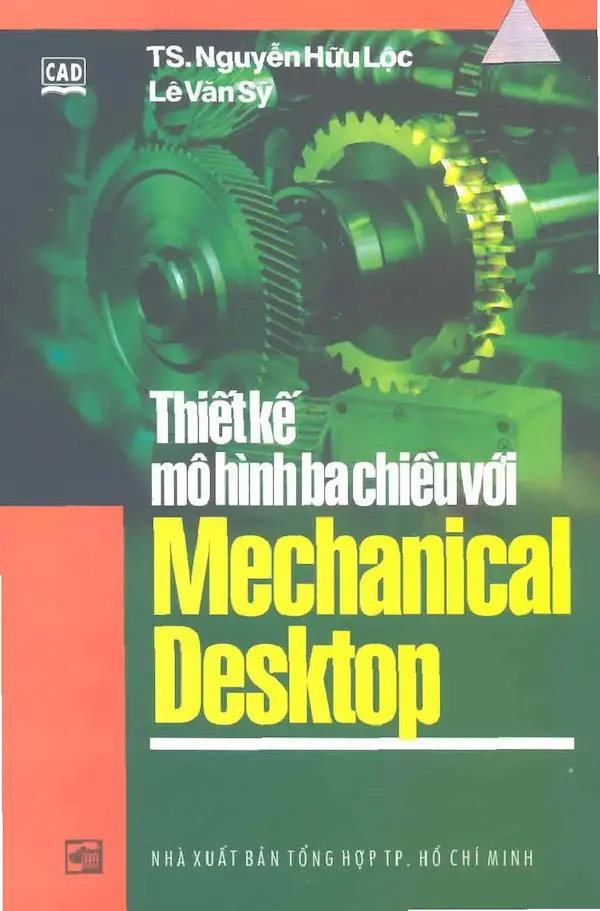 CAD
TS. Nguyễn Hữu Lộc
Lê Văn Sỹ
Thiết kế
mô hình ba chiều với
Mechanical
Desktop
NHÀ XUẤT BẢN TỔNG HỢP TP. HỒ CHÍ MINH